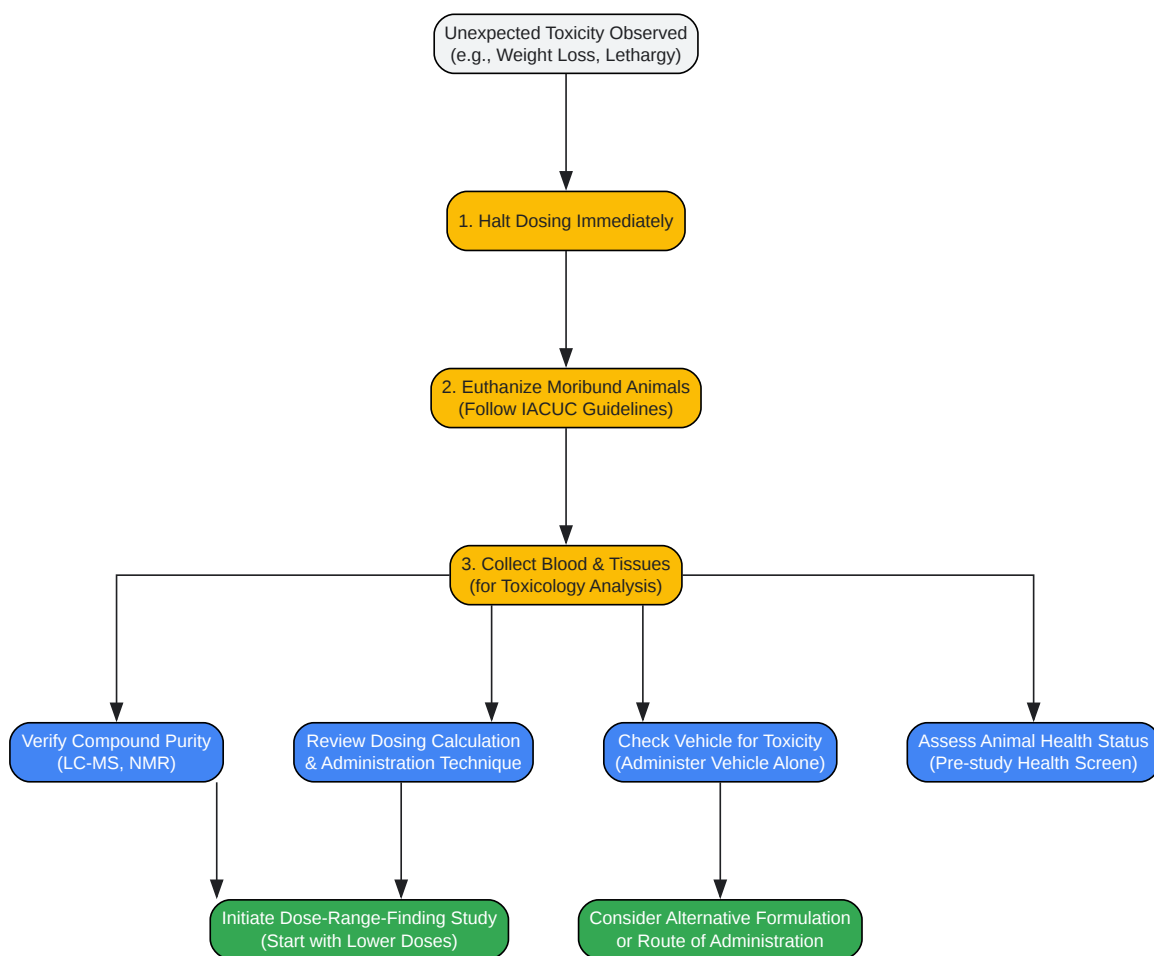 Unexpected Toxicity Observed
(e.g., Weight Loss, Lethargy)
1. Halt Dosing Immediately
2. Euthanize Moribund Animals
(Follow IACUC Guidelines)
3. Collect Blood & Tissues
(for Toxicology Analysis)
Verify Compound Purity
(LC-MS, NMR)
Review Dosing Calculation
& Administration Technique
Check Vehicle for Toxicity
(Administer Vehicle Alone)
Assess Animal Health Status
(Pre-study Health Screen)
Initiate Dose-Range-Finding Study
(Start with Lower Doses)
Consider Alternative Formulation
or Route of Administration